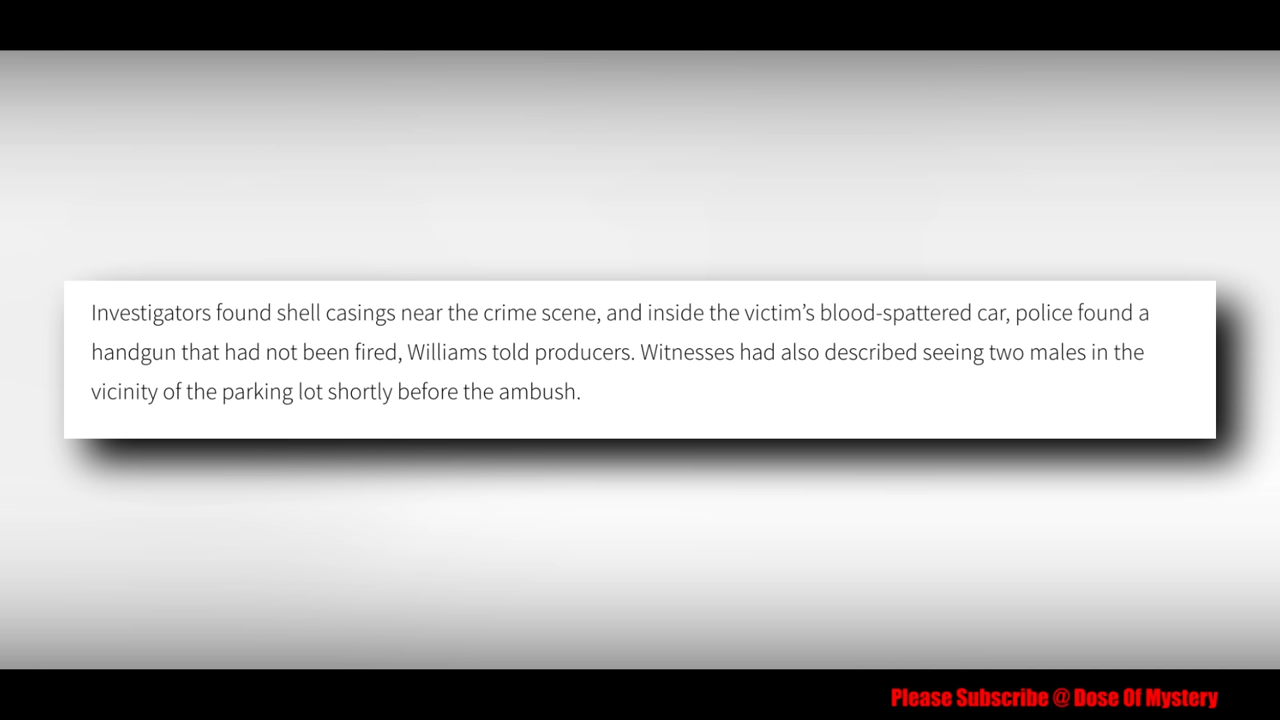 Investigators found shell casings near the crime scene, and inside the victim’s blood-spattered car, police found a
handgun that had not been fired, Williams told producers. Witnesses had also described seeing two males in the
vicinity of the parking lot shortly before the ambush.
Please Subscribe @ Dose Of Mystery